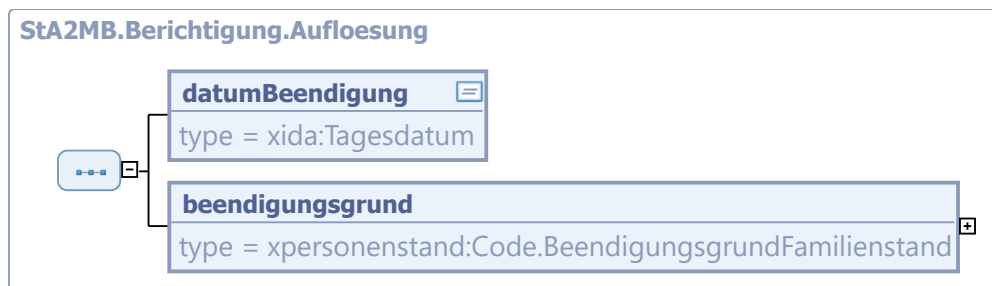 StA2MB.Berichtigung.Aufloesung
datumBeendigung
type = xida:Tagesdatum
beendigungsgrund
type = xpersonenstand:Code.BeendigungsgrundFamilienstand